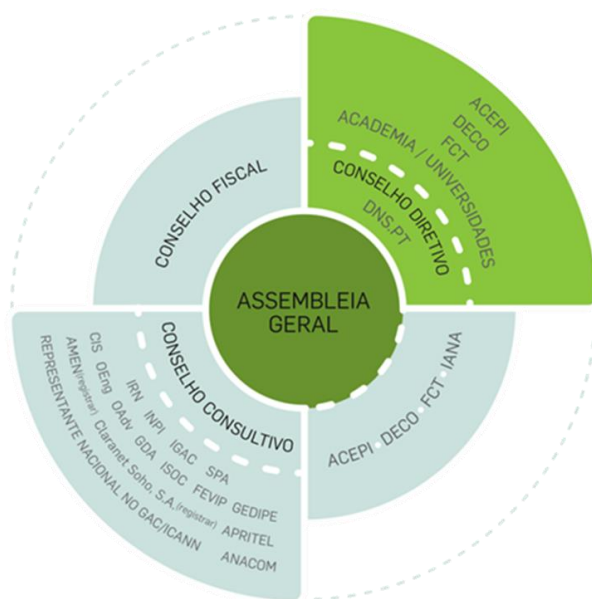 ACEPI
DECO
FCT
ACADEMIA / UNIVERSIDADES
CONSELHO DIRETIVO
DNS.PT
CONSELHO FISCAL
ASSEMBLEIA
GERAL
ACEPI • DECO • FCT • IANA
CONSELHO CONSULTIVO
IRN INPI IGAC SPA
CIS OEng OAdv GDA ISOC FEVIP GEDIPE
AMEN(registrar) Claranet Soho, S.A.(registrar) APRITEL
REPRESENTANTE NACIONAL NO GAC/ICANN ANACOM